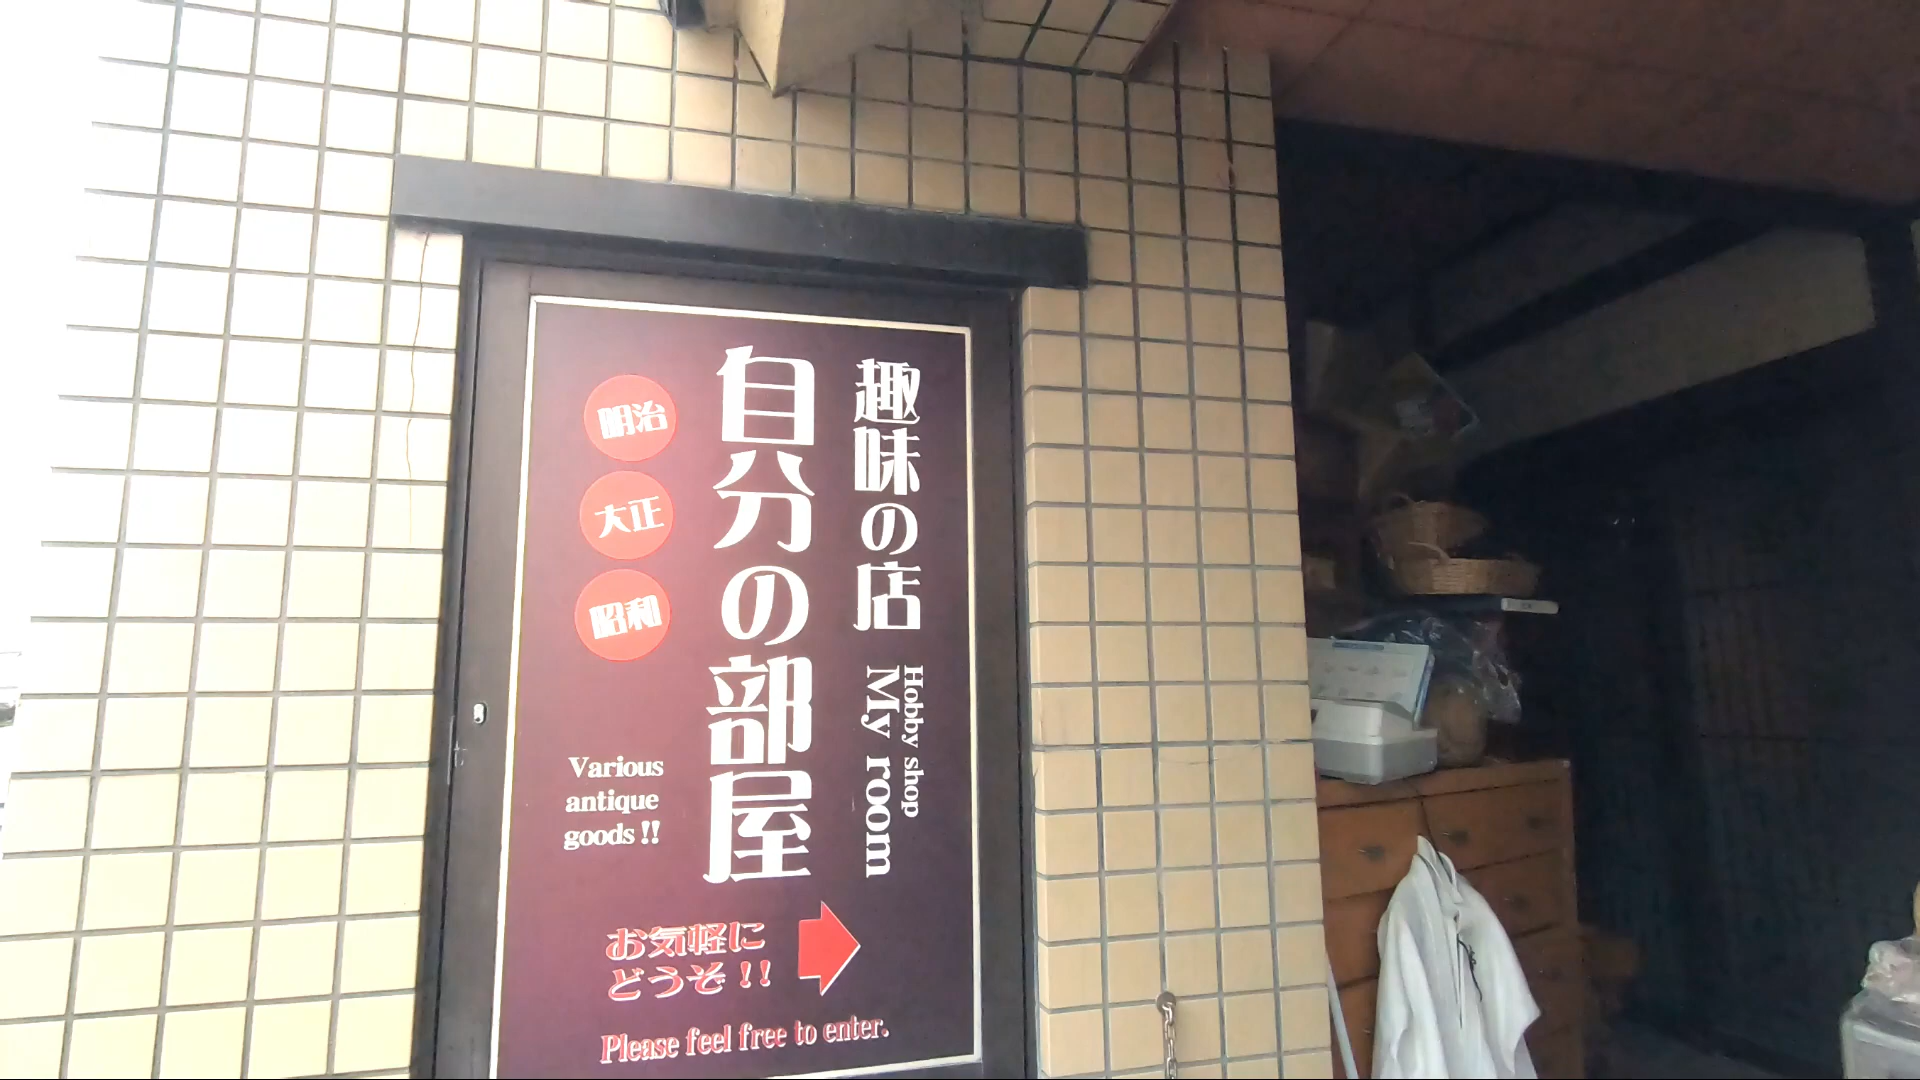 趣味の店
Hobby shop
My room
自分の部屋
明治
大正
昭和
Various
antique
goods !!
お気軽に
どうぞ !!
Please feel free to enter.